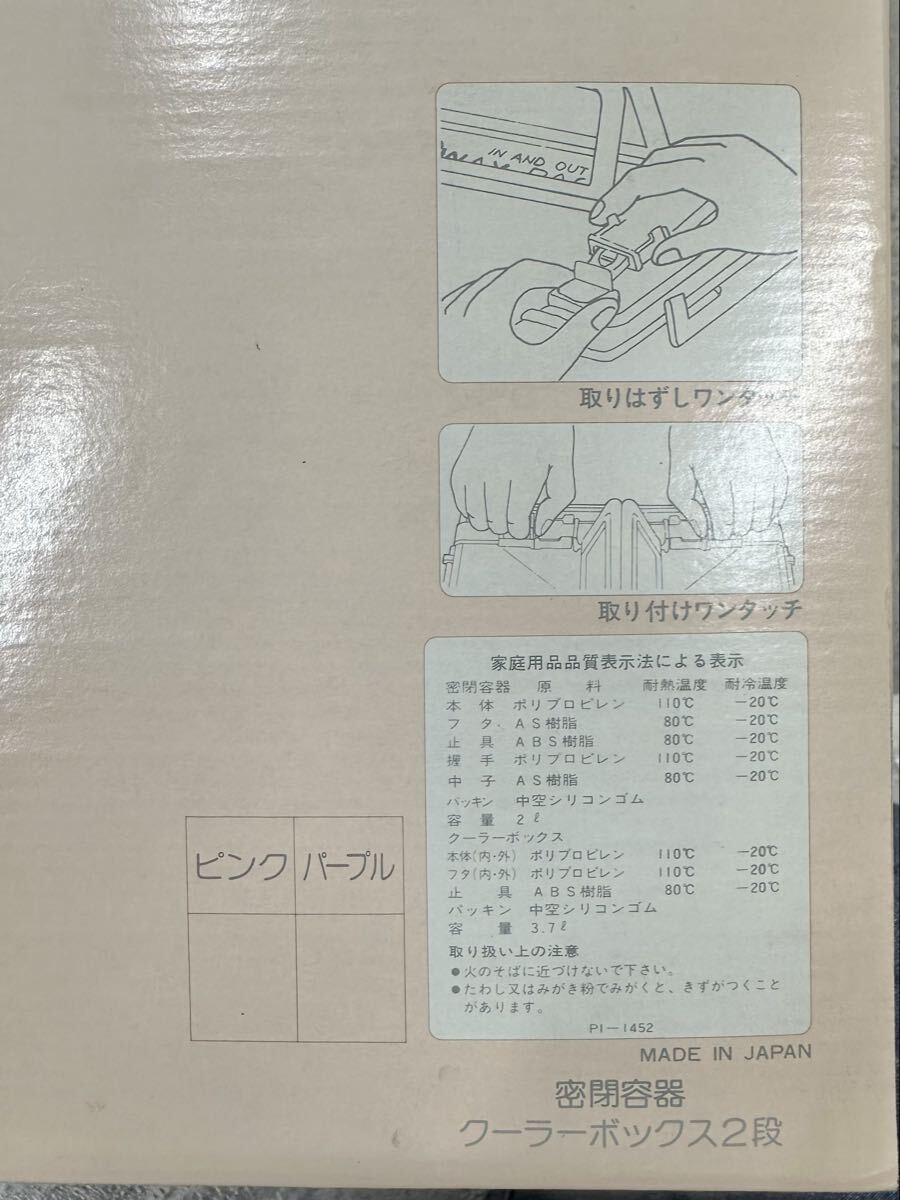 IN AND OUT
取りはずしワンタッチ
取り付けワンタッチ
家庭用品品質表示法による表示
密閉容器 原料 耐熱温度 耐冷温度
本体 ポリプロピレン 110℃ －20℃
フタ AS樹脂 80℃ －20℃
止具 ABS樹脂 80℃ －20℃
握手 ポリプロピレン 110℃ －20℃
中子 AS樹脂 80℃ －20℃
パッキン 中空シリコンゴム
容量 2ℓ
クーラーボックス
本体(内・外) ポリプロピレン 110℃ －20℃
フタ(内・外) ポリプロピレン 110℃ －20℃
止具 ABS樹脂 80℃ －20℃
パッキン 中空シリコンゴム
容量 3.7ℓ
取り扱い上の注意
●火のそばに近づけないで下さい。
●たわし又はみがき粉でみがくと、きずがつくこと
があります。
PI－1452
ピンク パープル
MADE IN JAPAN
密閉容器
クーラーボックス2段